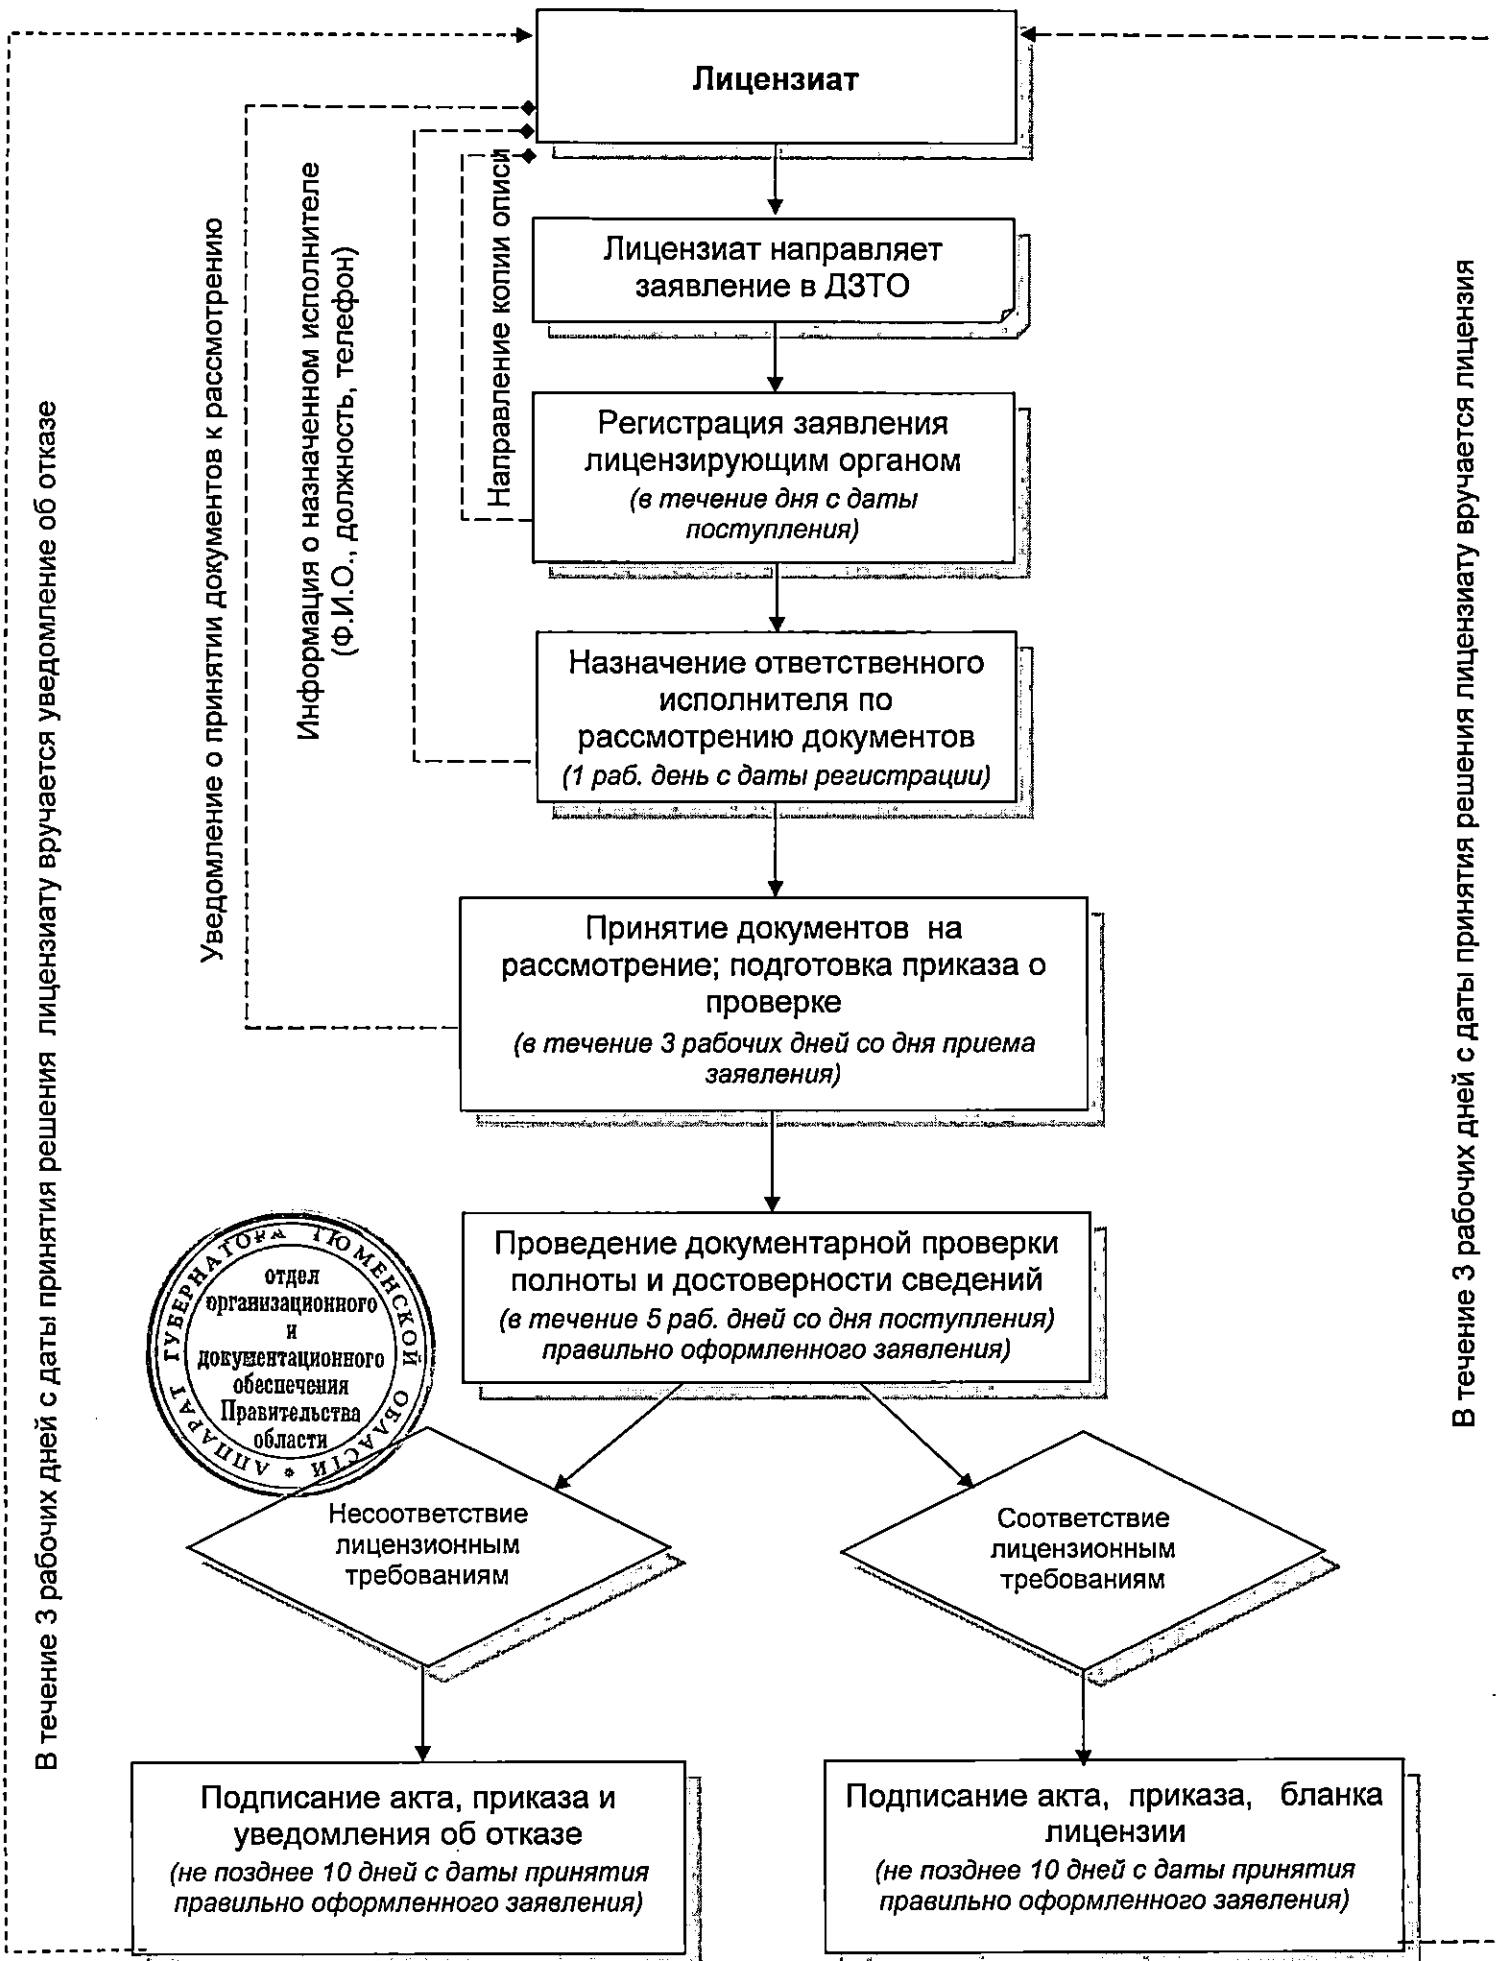 Лицензиат
Лицензиат направляет
заявление в ДЗТО
Регистрация заявления
лицензирующим органом
(в течение дня с даты
поступления)
Назначение ответственного
исполнителя по
рассмотрению документов
(1 раб. день с даты регистрации)
Принятие документов на
рассмотрение; подготовка приказа о
проверке
(в течение 3 рабочих дней со дня приема
заявления)
Проведение документарной проверки
полноты и достоверности сведений
(в течение 5 раб. дней со дня поступления)
правильно оформленного заявления)
Несоответствие
лицензионным
требованиям
Соответствие
лицензионным
требованиям
Подписание акта, приказа и
уведомления об отказе
(не позднее 10 дней с даты принятия
правильно оформленного заявления)
Подписание акта, приказа, бланка
лицензии
(не позднее 10 дней с даты принятия
правильно оформленного заявления)
В течение 3 рабочих дней с даты принятия решения лицензиату вручается уведомление об отказе
Уведомление о принятии документов к рассмотрению
Информация о назначенном исполнителе
(Ф.И.О., должность, телефон)
Направление копии описи
В течение 3 рабочих дней с даты принятия решения лицензиату вручается лицензия
АППАРАТ ГУБЕРНАТОРА ТЮМЕНСКОЙ ОБЛАСТИ *
отдел
организационного
и
документационного
обеспечения
Правительства
области